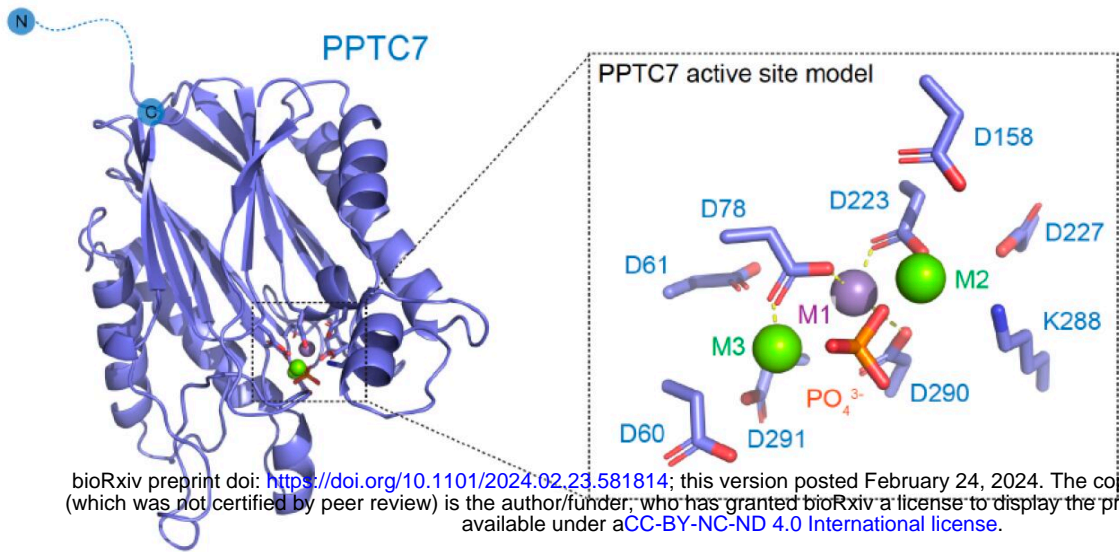 N
PPTC7
C
PPTC7 active site model
D158
D78
D223
D227
D61
M2
M1
K288
M3
D290
PO₄³⁻
D60
D291
bioRxiv preprint doi: https://doi.org/10.1101/2024.02.23.581814; this version posted February 24, 2024. The cop
(which was not certified by peer review) is the author/funder, who has granted bioRxiv a license to display the pr
available under aCC-BY-NC-ND 4.0 International license.